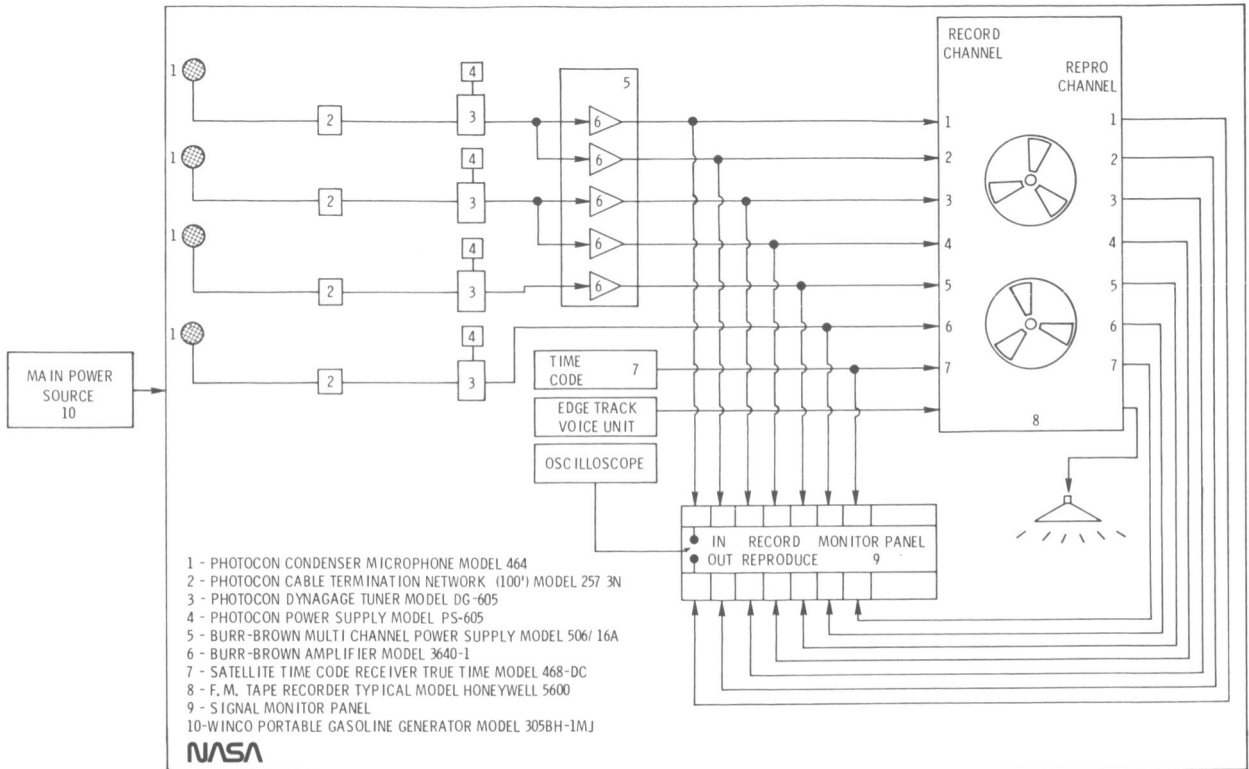 RECORD
CHANNEL
REPRO
CHANNEL
1
4
5
2
3
6
1
1
1
4
6
2
2
1
2
3
6
3
3
1
4
6
4
4
2
3
6
5
5
1
4
6
6
2
3
TIME
CODE 7
7
7
MAIN POWER
SOURCE
10
EDGE TRACK
VOICE UNIT
8
OSCILLOSCOPE
IN RECORD MONITOR PANEL
OUT REPRODUCE 9
1 - PHOTOCON CONDENSER MICROPHONE MODEL 464
2 - PHOTOCON CABLE TERMINATION NETWORK (100') MODEL 257 3N
3 - PHOTOCON DYNAGAGE TUNER MODEL DG-605
4 - PHOTOCON POWER SUPPLY MODEL PS-605
5 - BURR-BROWN MULTI CHANNEL POWER SUPPLY MODEL 506/16A
6 - BURR-BROWN AMPLIFIER MODEL 3640-1
7 - SATELLITE TIME CODE RECEIVER TRUE TIME MODEL 468-DC
8 - F.M. TAPE RECORDER TYPICAL MODEL HONEYWELL 5600
9 - SIGNAL MONITOR PANEL
10-WINCO PORTABLE GASOLINE GENERATOR MODEL 305BH-1MJ
NASA